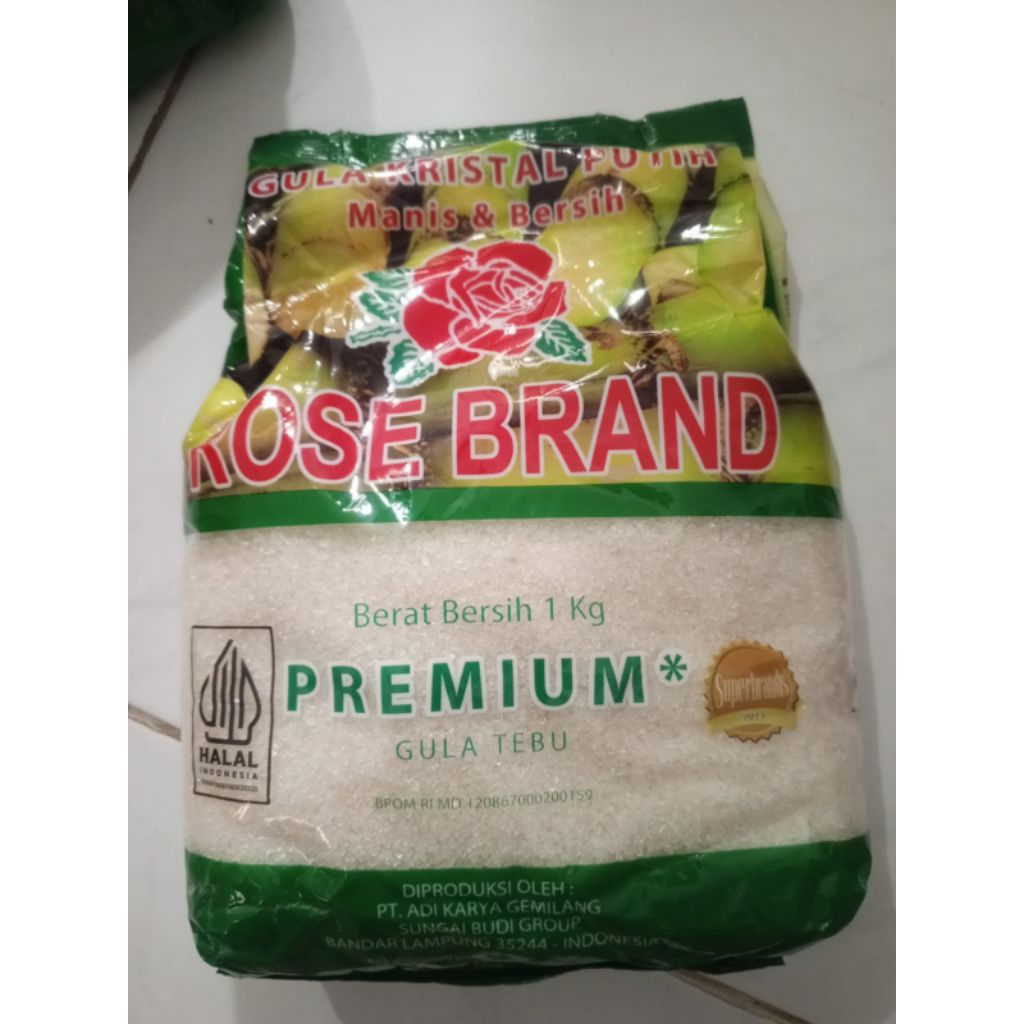 GULA KRISTAL PUTIH
Manis & Bersih
ROSE BRAND
Berat Bersih 1 Kg
PREMIUM*
GULA TEBU
Superbrands
HALAL
INDONESIA
BPOM RI MD 120867000200159
DIPRODUKSI OLEH :
PT. ADI KARYA GEMILANG
SUNGAI BUDI GROUP
BANDAR LAMPUNG 35244 - INDONESIA